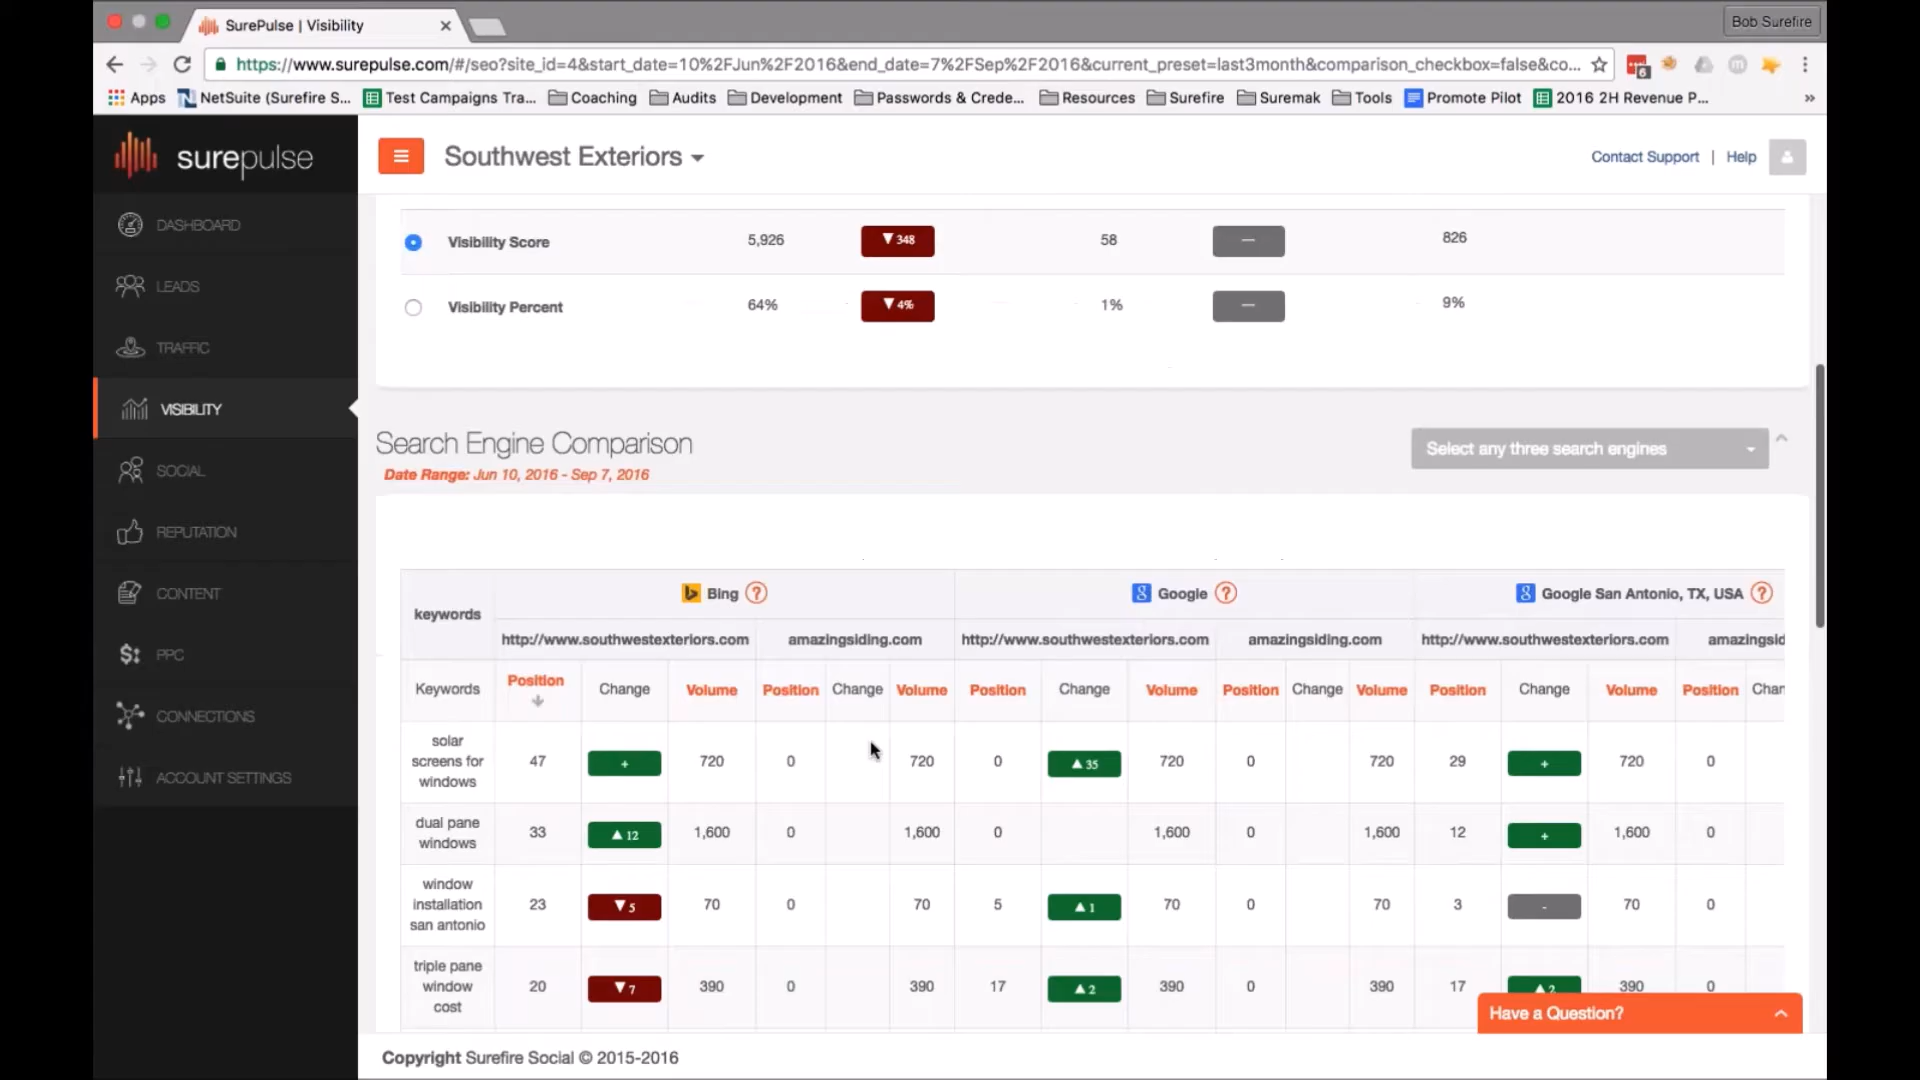 SurePulse | Visibility
Bob Surefire
https://www.surepulse.com/#/seo?site_id=4&start_date=10%2FJun%2F2016&end_date=7%2FSep%2F2016&current_preset=last3month&comparison_checkbox=false&co...
6
Apps NetSuite (Surefire S... Test Campaigns Tra... Coaching Audits Development Passwords & Crede... Resources Surefire Suremak Tools Promote Pilot 2016 2H Revenue P... »
surepulse
Southwest Exteriors
Contact Support | Help
DASHBOARD
LEADS
TRAFFIC
VISIBILITY
SOCIAL
REPUTATION
CONTENT
PPC
CONNECTIONS
ACCOUNT SETTINGS
Visibility Score 5,926 ▼348 58 — 826
Visibility Percent 64% ▼4% 1% — 9%
Search Engine Comparison
Date Range: Jun 10, 2016 - Sep 7, 2016
Select any three search engines
keywords Bing ? Google ? Google San Antonio, TX, USA ?
http://www.southwestexteriors.com amazingsiding.com http://www.southwestexteriors.com amazingsiding.com http://www.southwestexteriors.com amazingsid
Keywords Position Change Volume Position Change Volume Position Change Volume Position Change Volume Position Change Volume Position Chan
solar
screens for
windows
47 + 720 0 720 0 ▲35 720 0 720 29 + 720 0
dual pane
windows
33 ▲12 1,600 0 1,600 0 1,600 0 1,600 12 + 1,600 0
window
installation
san antonio
23 ▼5 70 0 70 5 ▲1 70 0 70 3 - 70 0
triple pane
window
cost
20 ▼7 390 0 390 17 ▲2 390 0 390 17 ▲2 390 0
Have a Question?
Copyright Surefire Social © 2015-2016